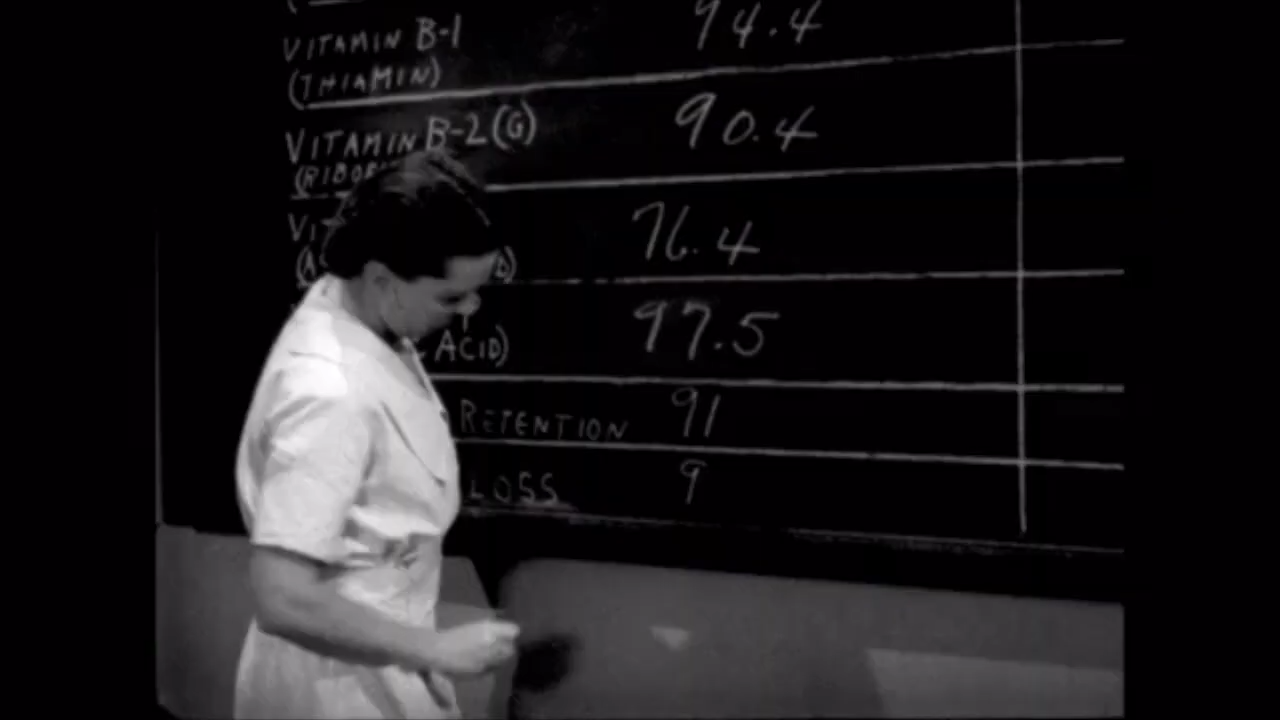 VITAMIN B-1 94.4
(THIAMIN)
VITAMIN B-2 (G) 90.4
76.4
97.5
ACID)
RETENTION 91
LOSS 9